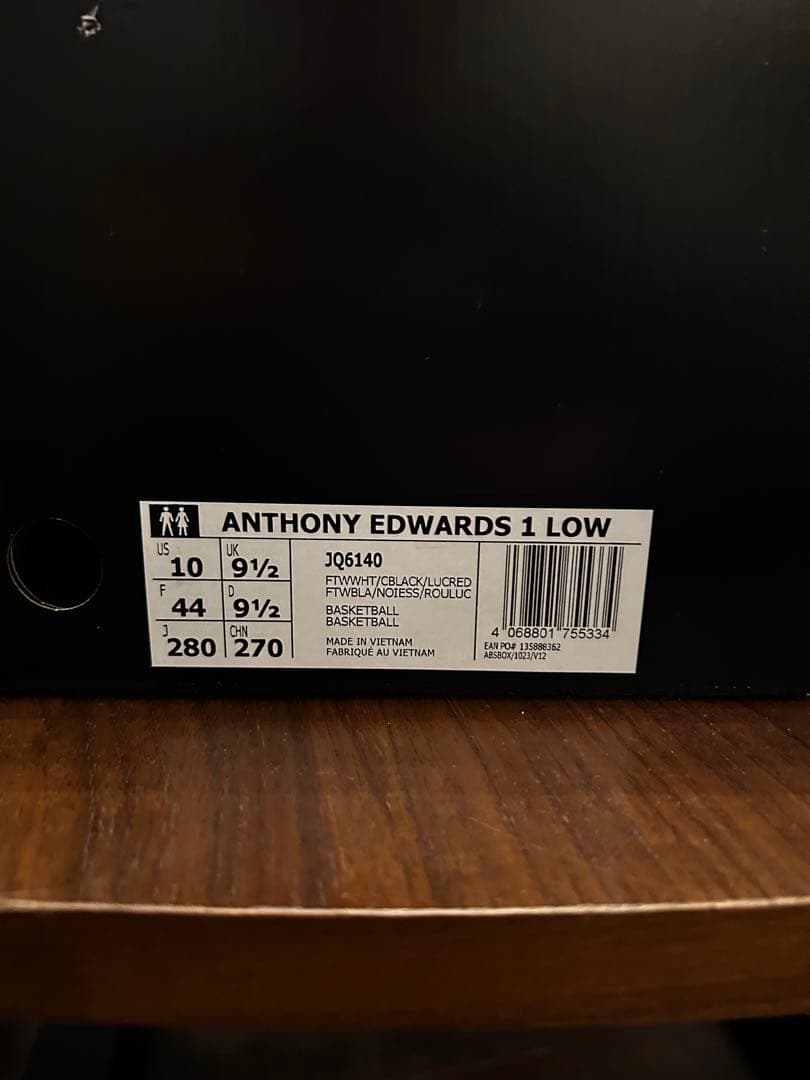 ANTHONY EDWARDS 1 LOW
US 10 UK 9½
F 44 D 9½
J 280 CHN 270
JQ6140
FTWWHT/CBLACK/LUCRED
FTWBLA/NOIESS/ROULUC
BASKETBALL
BASKETBALL
MADE IN VIETNAM
FABRIQUÉ AU VIETNAM
4 068801 755334
EAN PO# 135888362
ABSBOX/1023/V12